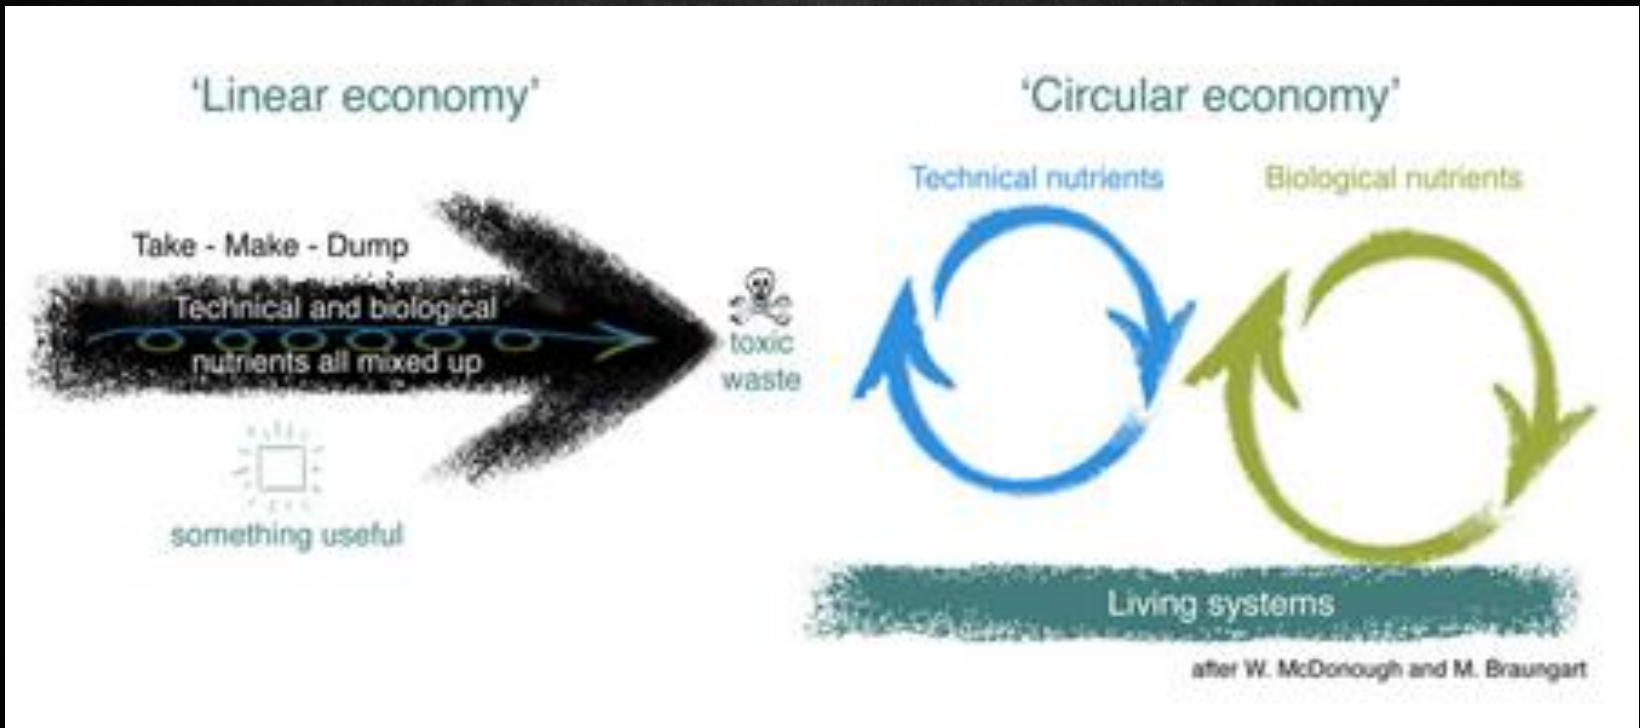 ‘Linear economy’
Take - Make - Dump
Technical and biological
nutrients all mixed up
toxic
waste
something useful
‘Circular economy’
Technical nutrients
Biological nutrients
Living systems
after W. McDonough and M. Braungart